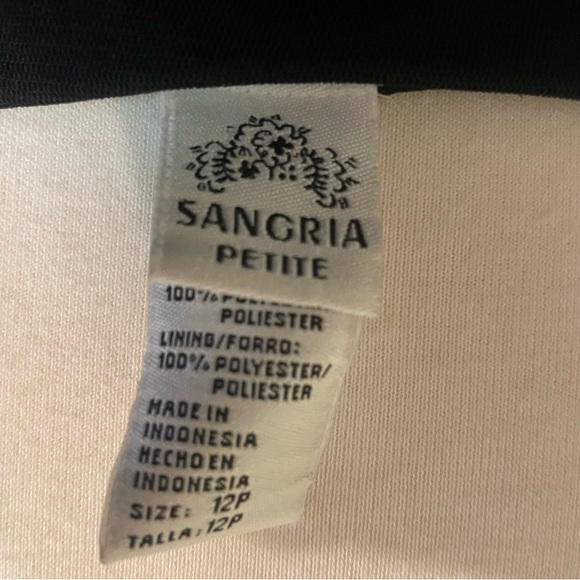 SANGRIA
PETITE
100%
POLIESTER
LINING/FORRO:
100% POLYESTER/
POLIESTER
MADE IN
INDONESIA
HECHO EN
INDONESIA
SIZE: 12P
TALLA: 12P